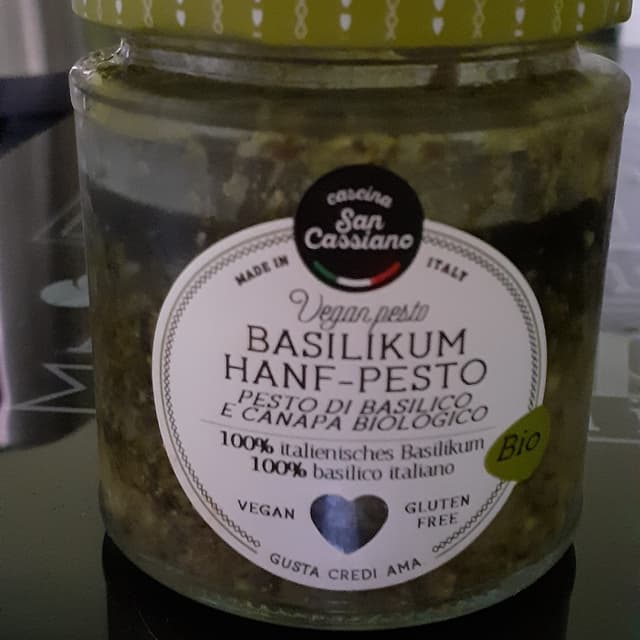 cascina
San
Cassiano
MADE IN ITALY
Vegan pesto
BASILIKUM
HANF-PESTO
PESTO DI BASILICO
E CANAPA BIOLOGICO
100% italienisches Basilikum
100% basilico italiano
Bio
VEGAN
GLUTEN
FREE
GUSTA CREDI AMA